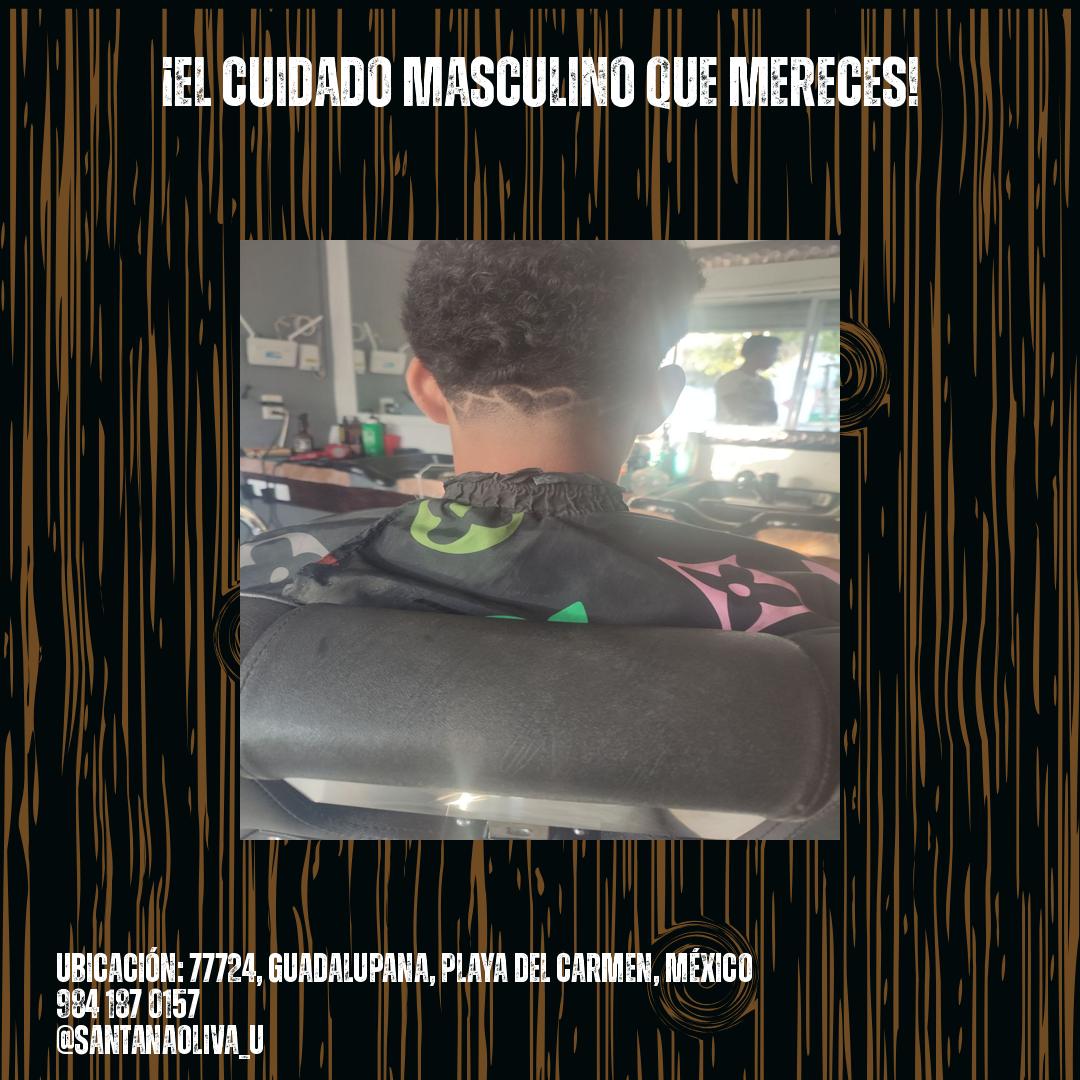 ¡EL CUIDADO MASCULINO QUE MERECES!
UBICACIÓN: 77724, GUADALUPANA, PLAYA DEL CARMEN, MÉXICO
984 187 0157
@SANTANAOLIVA_U